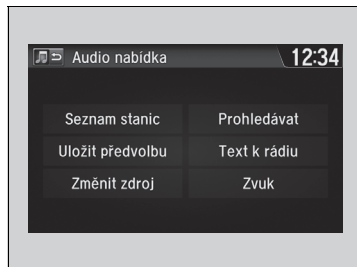 Audio nabídka 12:34
Seznam stanic Prohledávat
Uložit předvolbu Text k rádiu
Změnit zdroj Zvuk